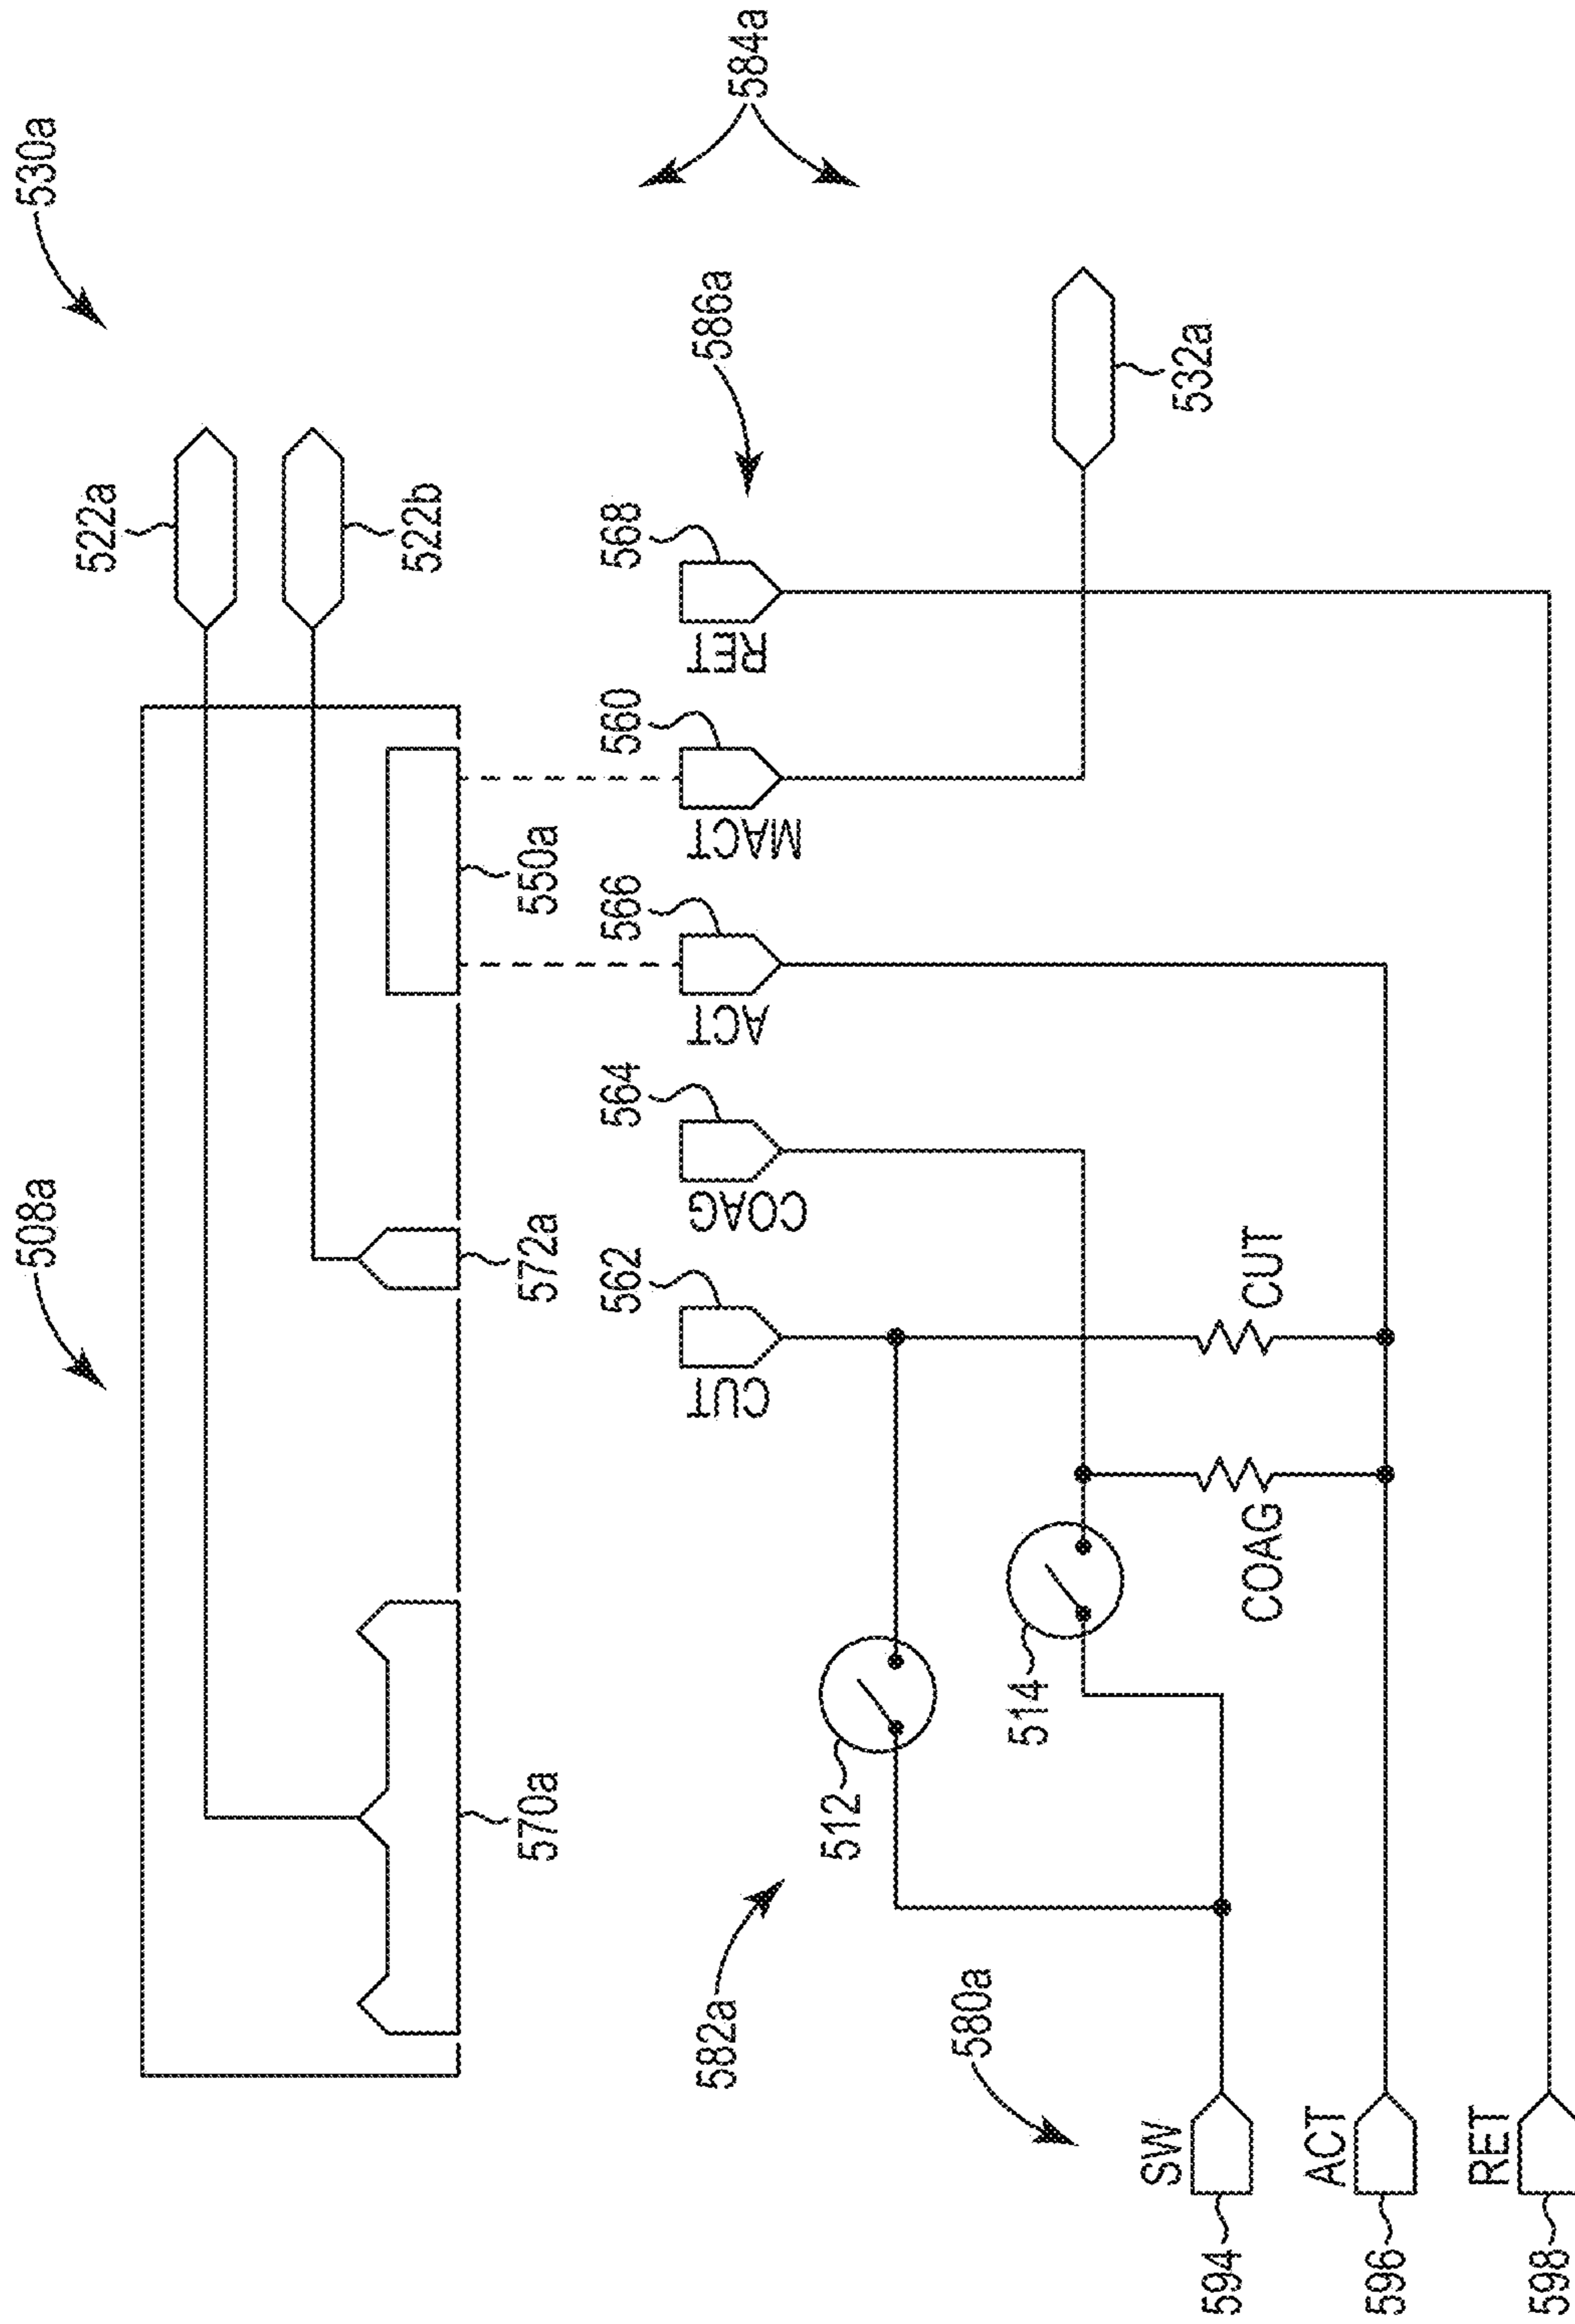 530a
508a
584a
522a
522b
586a
532a
568
RET
560
MACT
550a
566
ACT
564
COAG
572a
562
CUT
CUT
COAG
570a
514
512
582a
580a
SW
594
ACT
596
RET
598